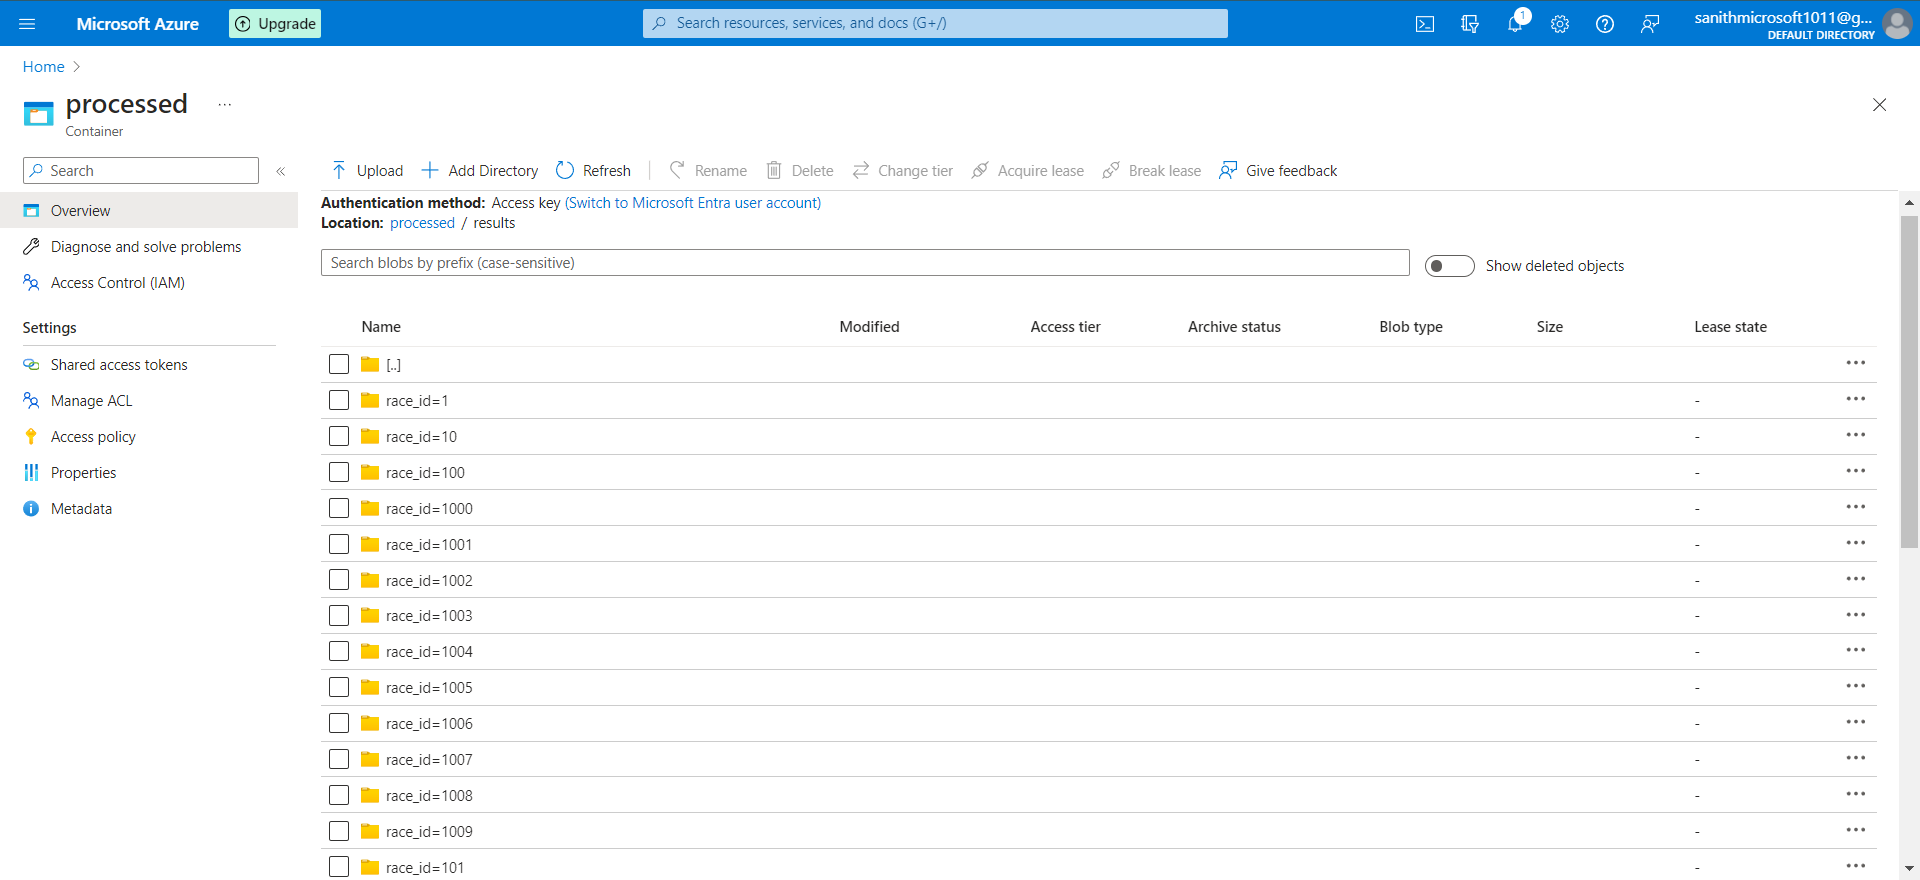 Microsoft Azure
Upgrade
Search resources, services, and docs (G+/)
1
sanithmicrosoft1011@g...
DEFAULT DIRECTORY
Home
processed ...
Container
Search
«
Upload Add Directory Refresh Rename Delete Change tier Acquire lease Break lease Give feedback
Overview
Diagnose and solve problems
Access Control (IAM)
Settings
Shared access tokens
Manage ACL
Access policy
Properties
Metadata
Authentication method: Access key (Switch to Microsoft Entra user account)
Location: processed / results
Search blobs by prefix (case-sensitive)
Show deleted objects
Name Modified Access tier Archive status Blob type Size Lease state
[..] ...
race_id=1 - ...
race_id=10 - ...
race_id=100 - ...
race_id=1000 - ...
race_id=1001 - ...
race_id=1002 - ...
race_id=1003 - ...
race_id=1004 - ...
race_id=1005 - ...
race_id=1006 - ...
race_id=1007 - ...
race_id=1008 - ...
race_id=1009 - ...
race_id=101 - ...